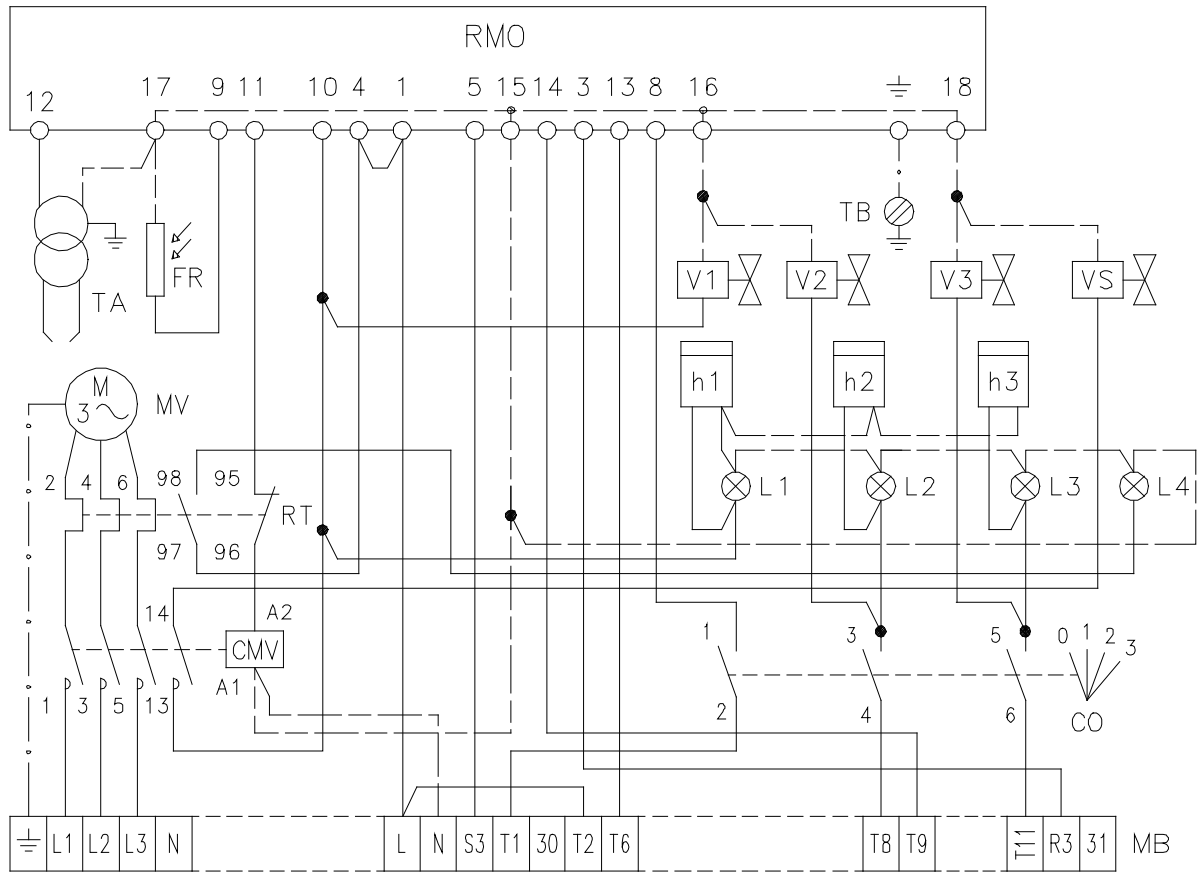 RMO
12 17 9 11 10 4 1 5 15 14 3 13 8 16 18
TB
FR
V1 V2 V3 VS
TA
h1 h2 h3
M
3
MV
2 4 6 98 95
L1 L2 L3 L4
RT
97 96
14 A2
1 3 5 0 1 2 3
CMV
A1
1 3 5 13
2 4 6
CO
L1 L2 L3 N L N S3 T1 30 T2 T6 T8 T9 T11 R3 31 MB